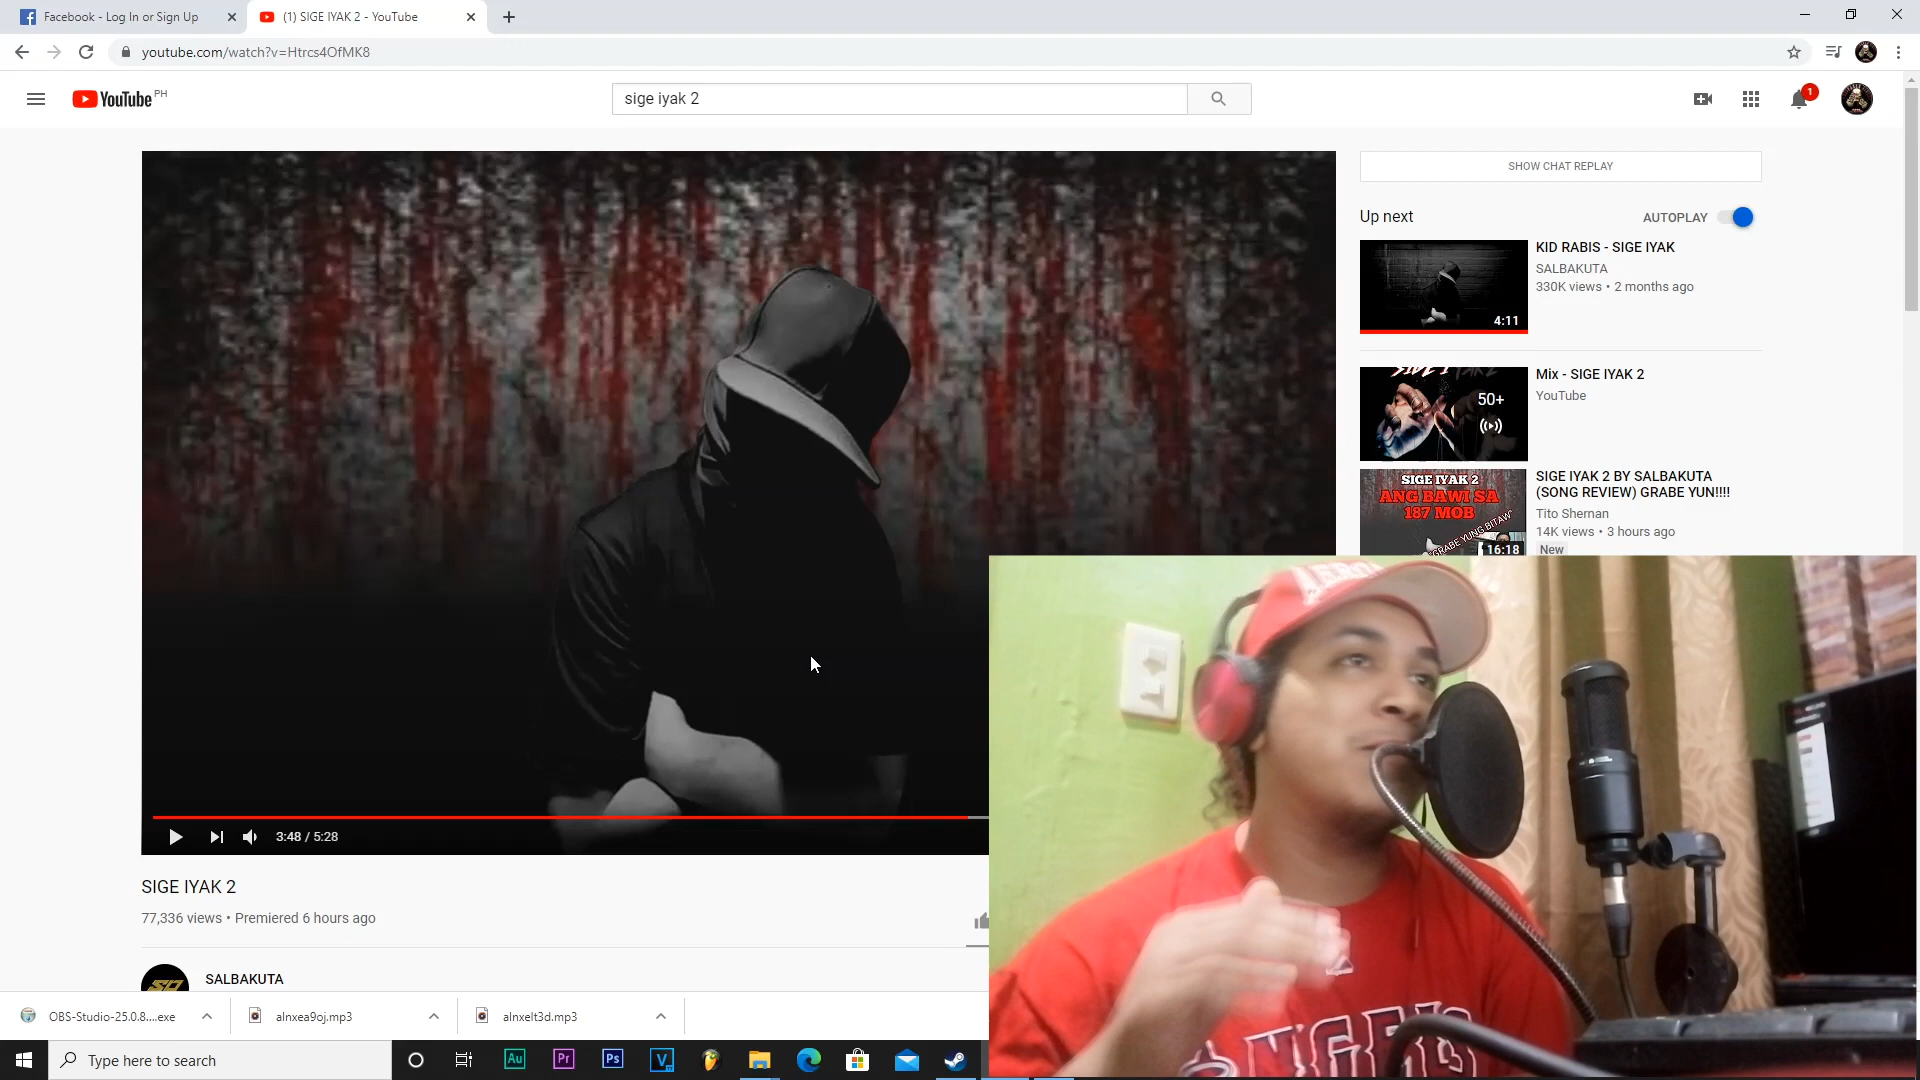 Facebook - Log In or Sign Up
(1) SIGE IYAK 2 - YouTube
youtube.com/watch?v=Htrcs4OfMK8
YouTube PH
sige iyak 2
1
SHOW CHAT REPLAY
Up next
AUTOPLAY
KID RABIS - SIGE IYAK
SALBAKUTA
330K views • 2 months ago
4:11
Mix - SIGE IYAK 2
YouTube
50+
SIGE IYAK 2
ANG BAWI SA
187 MOB
"GRABE YUNG BITAW"
16:18
SIGE IYAK 2 BY SALBAKUTA
(SONG REVIEW) GRABE YUN!!!!
Tito Shernan
14K views • 3 hours ago
New
3:48 / 5:28
SIGE IYAK 2
77,336 views • Premiered 6 hours ago
SALBAKUTA
OBS-Studio-25.0.8....exe
alnxea9oj.mp3
alnxelt3d.mp3
Type here to search
Au
Pr
Ps
V